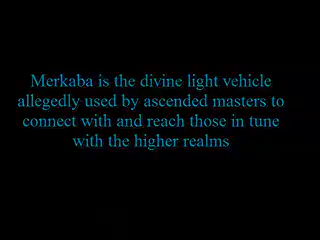 Merkaba is the divine light vehicle
allegedly used by ascended masters to
connect with and reach those in tune
with the higher realms